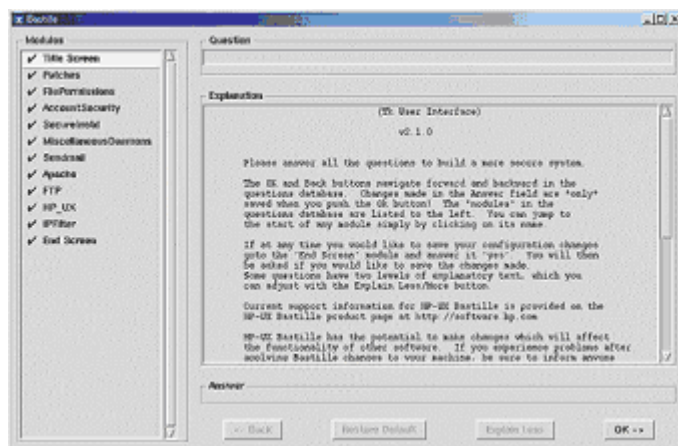 Bastille
Modules
Question
Title Screen
Patches
FilePermissions
AccountSecurity
SecureInetd
MiscellaneousDaemons
Sendmail
Apache
FTP
HP_UX
IPFilter
End Screen
Explanation
(Tk User Interface)
v2.1.0
Please answer all the questions to build a more secure system.
The OK and Back buttons navigate forward and backward in the
questions database. Changes made in the Answer field are *only*
saved when you push the Ok button! The "modules" in the
questions database are listed to the left. You can jump to
the start of any module simply by clicking on its name.
If at any time you would like to save your configuration changes
goto the 'End Screen' module and answer it 'yes'. You will then
be asked if you would like to save the changes made.
Some questions have two levels of explanatory text, which you
can adjust with the Explain Less/More button.
Current support information for HP-UX Bastille is provided on the
HP-UX Bastille product page at http://software.hp.com
HP-UX Bastille has the potential to make changes which will affect
the functionality of other software. If you experience problems after
applying Bastille changes to your machine, be sure to inform anyone
Answer
<- Back
Restore Default
Explain Less
OK ->